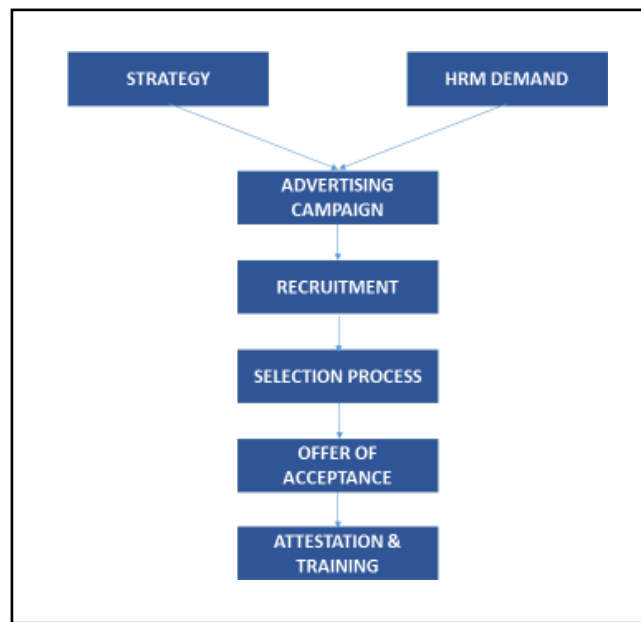 STRATEGY
HRM DEMAND
ADVERTISING
CAMPAIGN
RECRUITMENT
SELECTION PROCESS
OFFER OF
ACCEPTANCE
ATTESTATION &
TRAINING